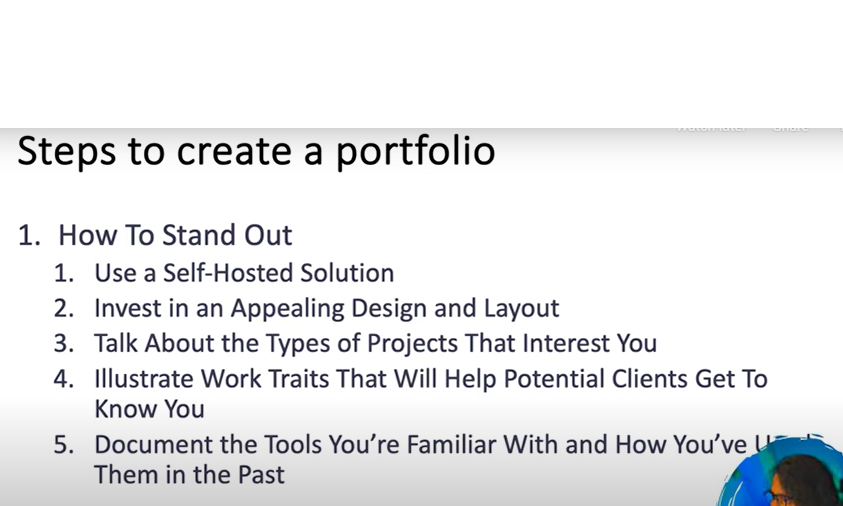 Steps to create a portfolio
1. How To Stand Out
1. Use a Self-Hosted Solution
2. Invest in an Appealing Design and Layout
3. Talk About the Types of Projects That Interest You
4. Illustrate Work Traits That Will Help Potential Clients Get To
Know You
5. Document the Tools You're Familiar With and How You've
Them in the Past